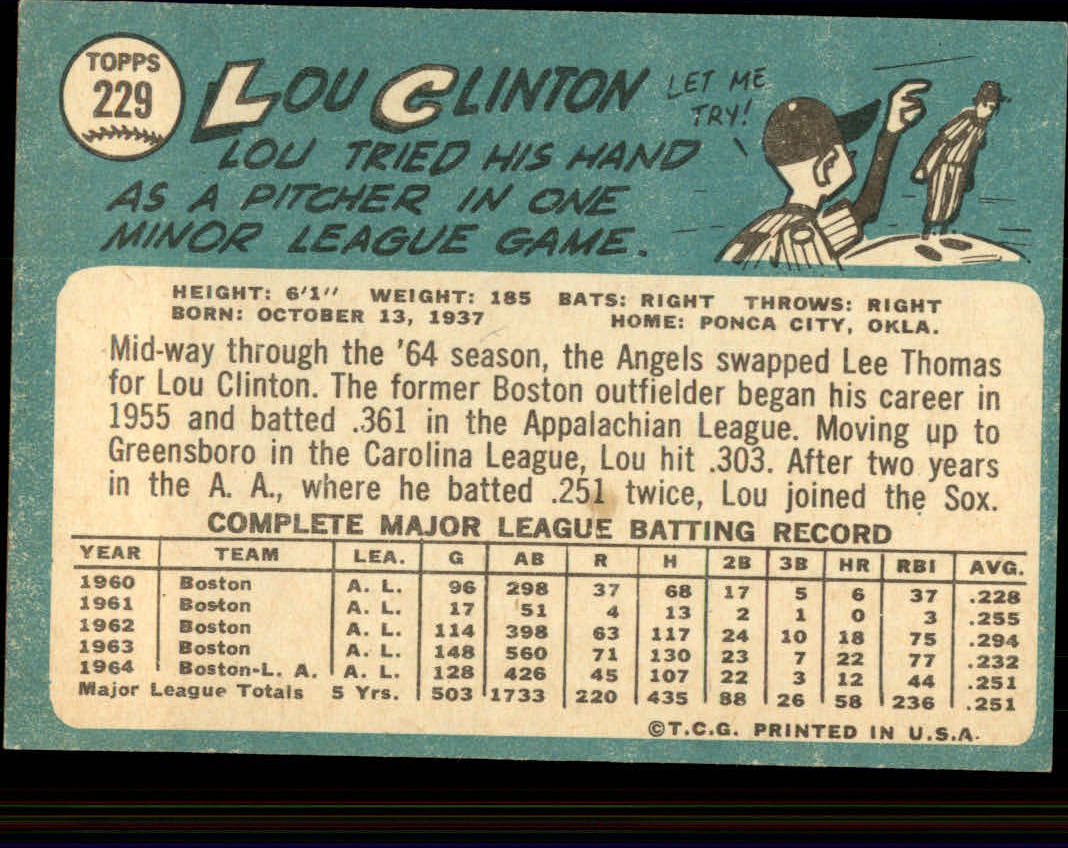 TOPPS
229
LOU CLINTON
LET ME
TRY!
LOU TRIED HIS HAND
AS A PITCHER IN ONE
MINOR LEAGUE GAME.
HEIGHT: 6'1" WEIGHT: 185 BATS: RIGHT THROWS: RIGHT
BORN: OCTOBER 13, 1937 HOME: PONCA CITY, OKLA.
Mid-way through the '64 season, the Angels swapped Lee Thomas
for Lou Clinton. The former Boston outfielder began his career in
1955 and batted .361 in the Appalachian League. Moving up to
Greensboro in the Carolina League, Lou hit .303. After two years
in the A. A., where he batted .251 twice, Lou joined the Sox.
COMPLETE MAJOR LEAGUE BATTING RECORD
YEAR TEAM LEA. G AB R H 2B 3B HR RBI AVG.
1960 Boston A. L. 96 298 37 68 17 5 6 37 .228
1961 Boston A. L. 17 51 4 13 2 1 0 3 .255
1962 Boston A. L. 114 398 63 117 24 10 18 75 .294
1963 Boston A. L. 148 560 71 130 23 7 22 77 .232
1964 Boston-L. A. A. L. 128 426 45 107 22 3 12 44 .251
Major League Totals 5 Yrs. 503 1733 220 435 88 26 58 236 .251
©T.C.G. PRINTED IN U.S.A.